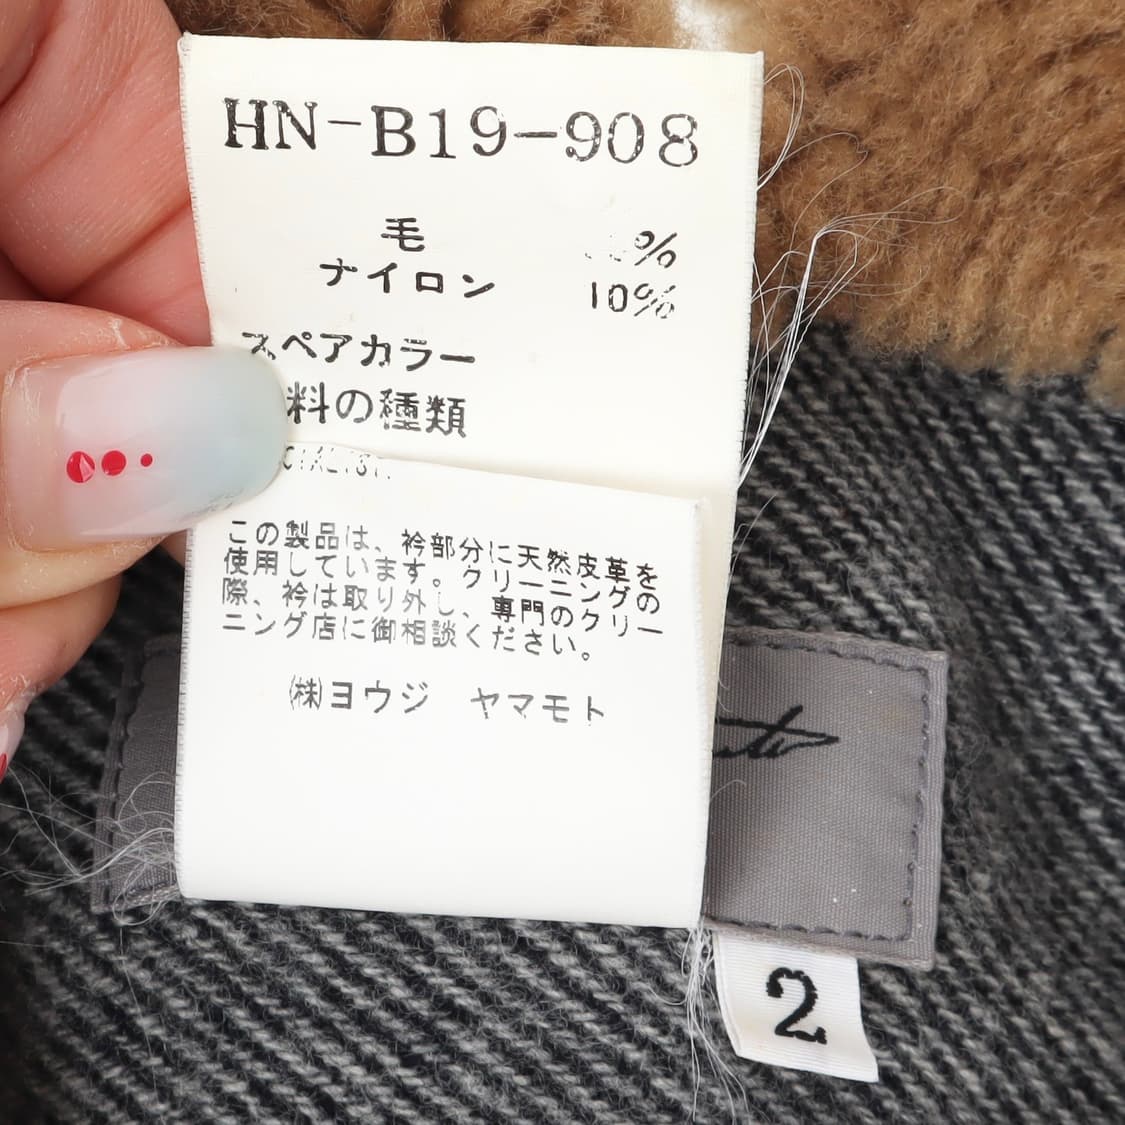 HN-B19-908
毛 %
ナイロン 10%
スペアカラー
料の種類
この製品は、衿部分に天然皮革を
使用しています。クリーニングの
際、衿は取り外し、専門のクリー
ニング店に御相談ください。
㈱ヨウジ ヤマモト
2